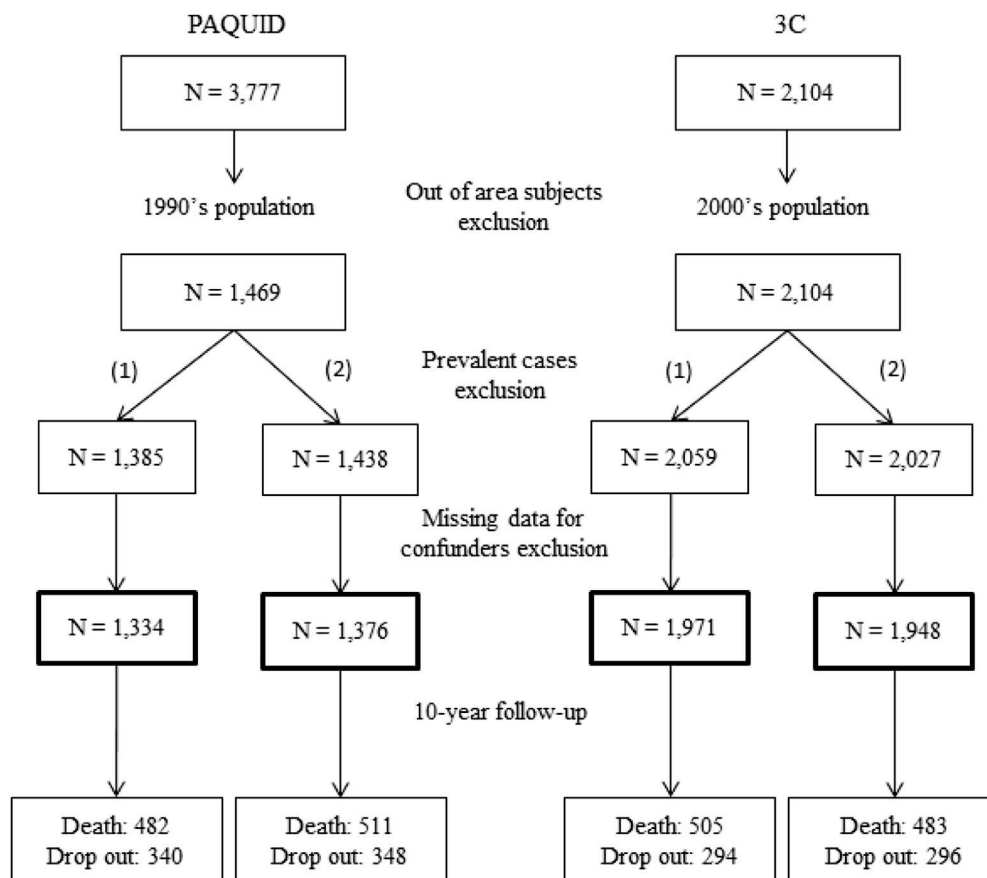 PAQUID
3C
N = 3,777
N = 2,104
1990’s population
Out of area subjects
exclusion
2000’s population
N = 1,469
N = 2,104
(1)
(2)
Prevalent cases
exclusion
(1)
(2)
N = 1,385
N = 1,438
N = 2,059
N = 2,027
Missing data for
confunders exclusion
N = 1,334
N = 1,376
N = 1,971
N = 1,948
10-year follow-up
Death: 482
Drop out: 340
Death: 511
Drop out: 348
Death: 505
Drop out: 294
Death: 483
Drop out: 296